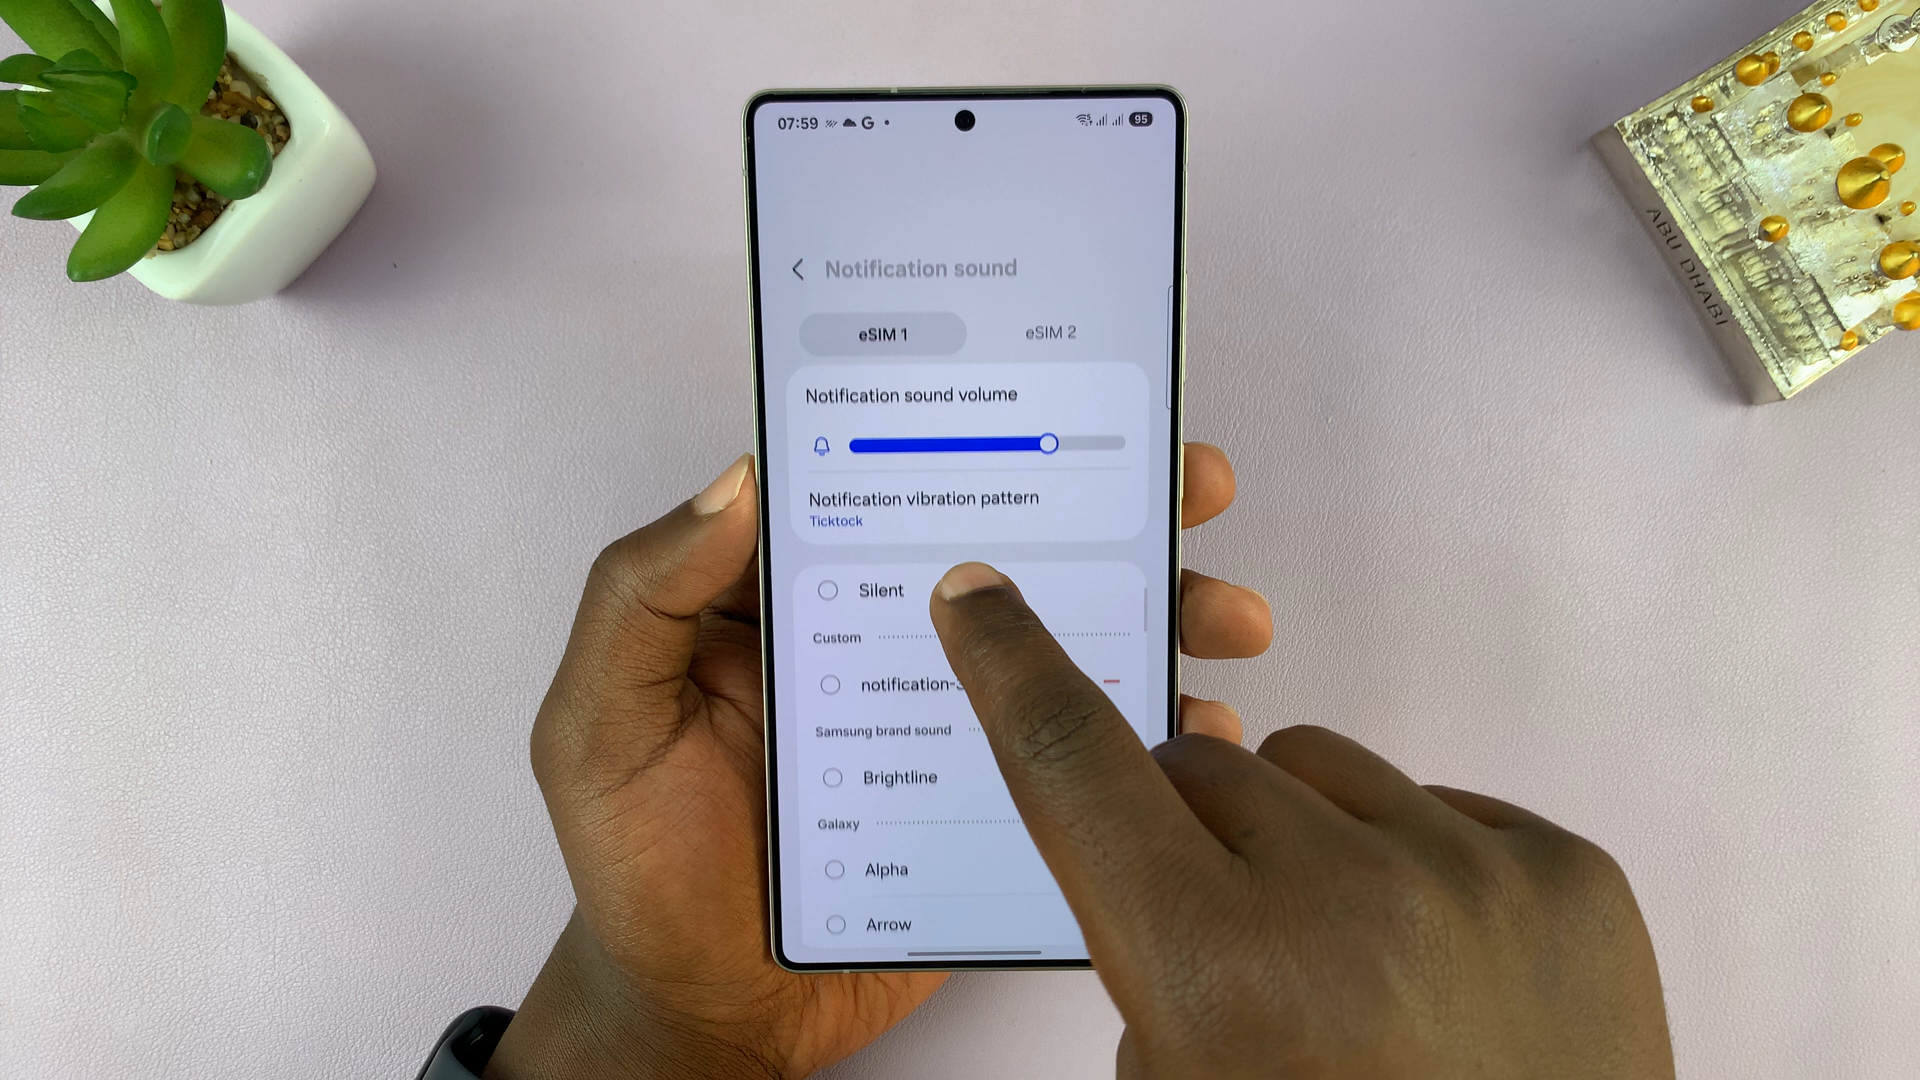 07:59 G 95
Notification sound
eSIM 1 eSIM 2
Notification sound volume
Notification vibration pattern
Ticktock
Silent
Custom
notification-
Samsung brand sound
Brightline
Galaxy
Alpha
Arrow
ABU DHABI